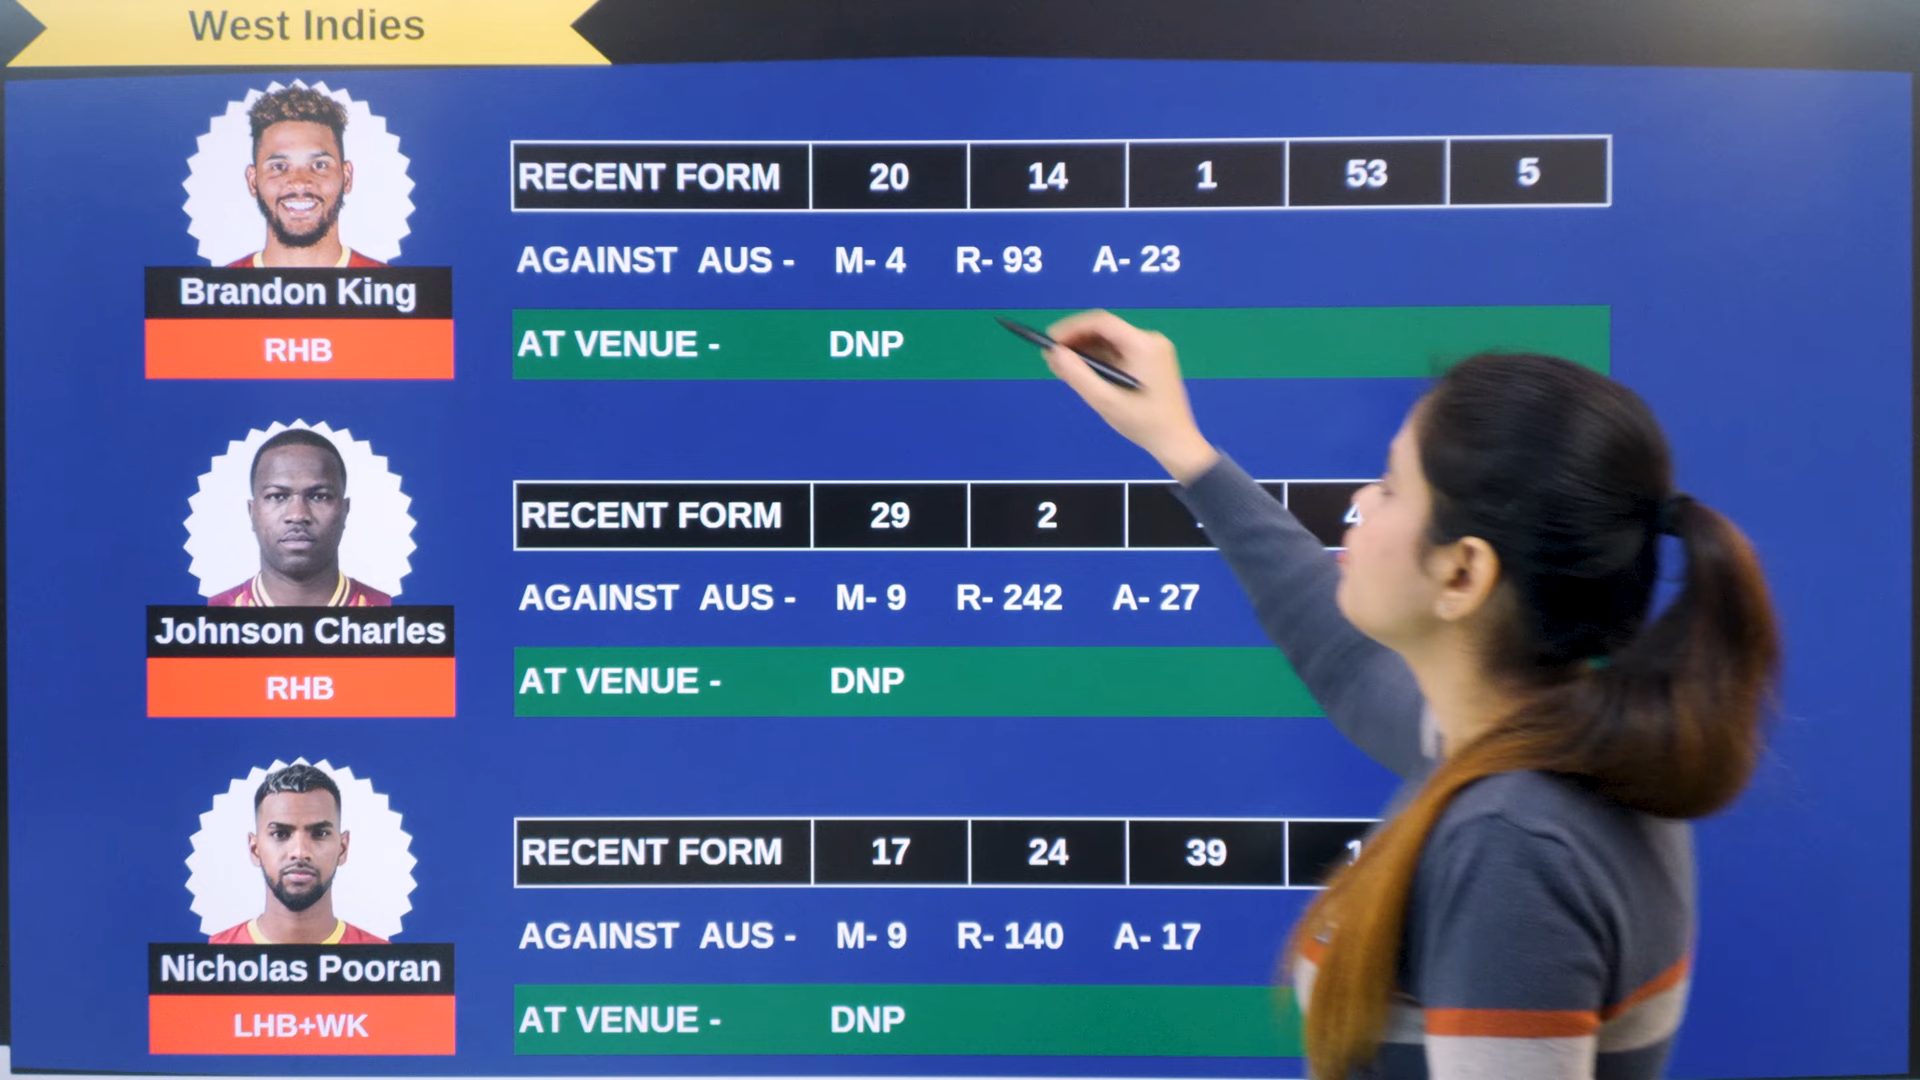 West Indies
RECENT FORM 20 14 1 53 5
AGAINST AUS - M- 4 R- 93 A- 23
Brandon King
RHB
AT VENUE - DNP
RECENT FORM 29 2
AGAINST AUS - M- 9 R- 242 A- 27
Johnson Charles
RHB
AT VENUE - DNP
RECENT FORM 17 24 39
AGAINST AUS - M- 9 R- 140 A- 17
Nicholas Pooran
LHB+WK
AT VENUE - DNP